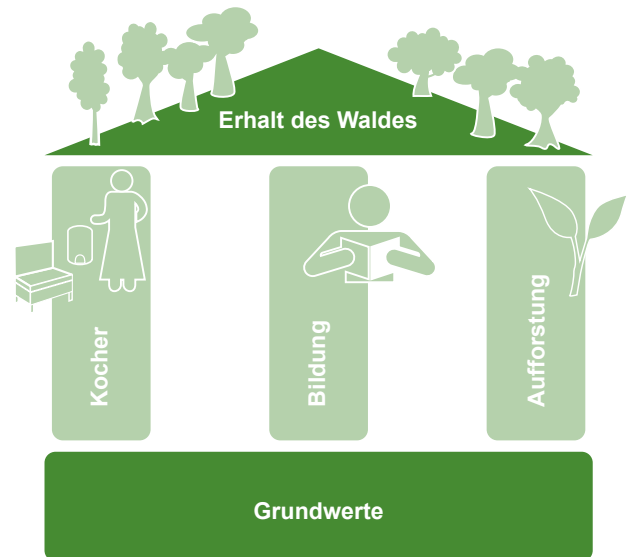 Erhalt des Waldes
Kocher
Bildung
Aufforstung
Grundwerte